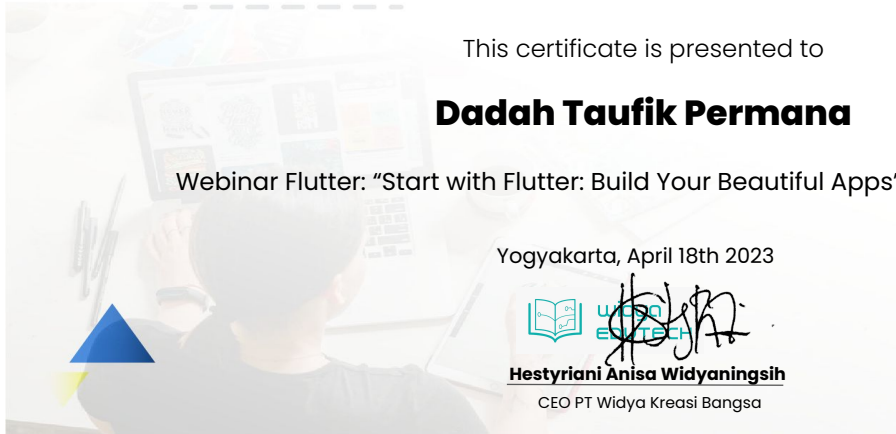 This certificate is presented to
Dadah Taufik Permana
Webinar Flutter: “Start with Flutter: Build Your Beautiful Apps”
Yogyakarta, April 18th 2023
widya
EDUTECH
Hestyriani Anisa Widyaningsih
CEO PT Widya Kreasi Bangsa